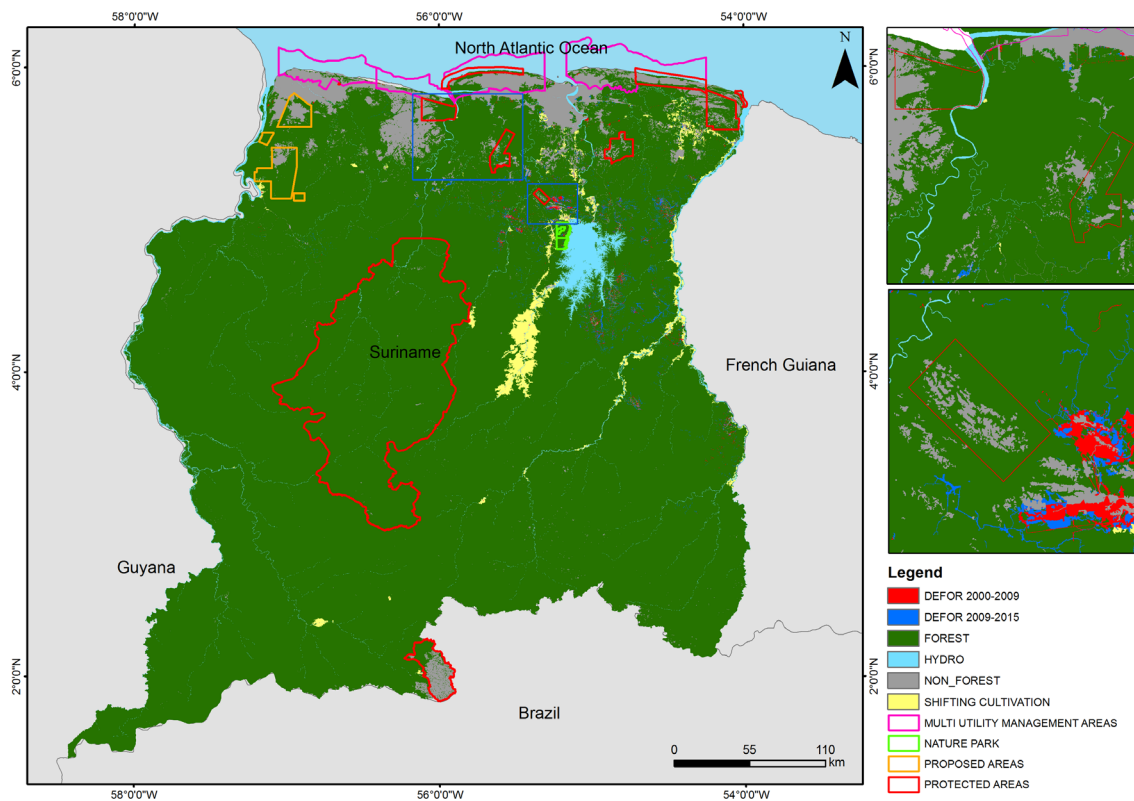 58°0'0"W
56°0'0"W
54°0'0"W
North Atlantic Ocean
N
6°0'0"N
6°0'0"N
Suriname
French Guiana
4°0'0"N
4°0'0"N
Guyana
Brazil
2°0'0"N
2°0'0"N
0
55
110
km
58°0'0"W
56°0'0"W
54°0'0"W
Legend
DEFOR 2000-2009
DEFOR 2009-2015
FOREST
HYDRO
NON_FOREST
SHIFTING CULTIVATION
MULTI UTILITY MANAGEMENT AREAS
NATURE PARK
PROPOSED AREAS
PROTECTED AREAS